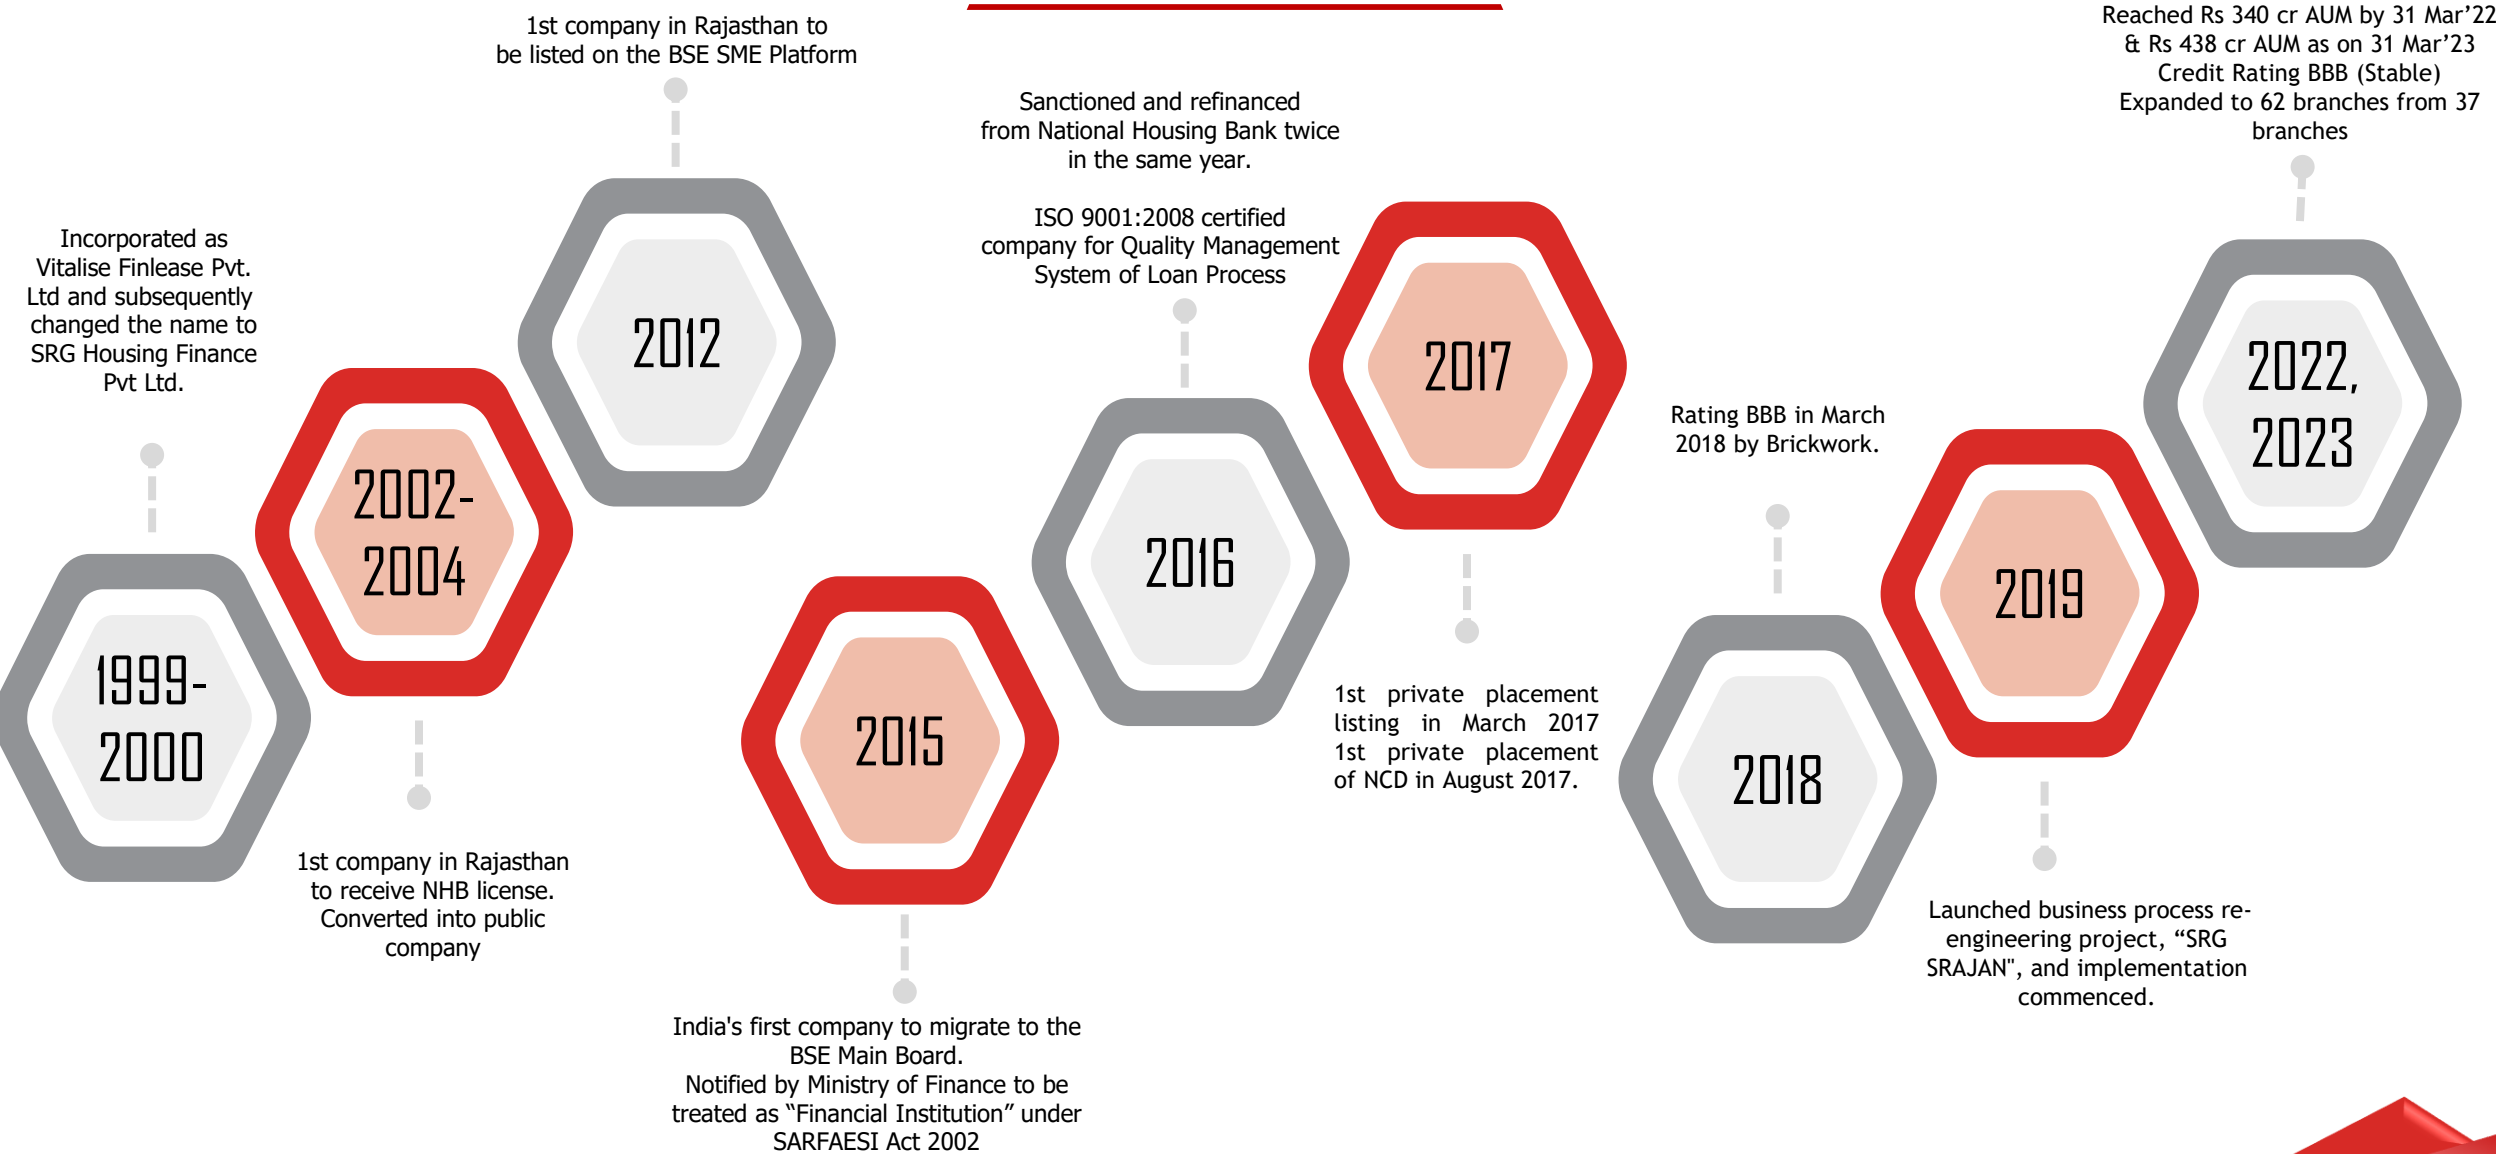 Incorporated as
Vitalise Finlease Pvt.
Ltd and subsequently
changed the name to
SRG Housing Finance
Pvt Ltd.
1999-
2000
2002-
2004
1st company in Rajasthan
to receive NHB license.
Converted into public
company
1st company in Rajasthan to
be listed on the BSE SME Platform
2012
2015
India's first company to migrate to the
BSE Main Board.
Notified by Ministry of Finance to be
treated as “Financial Institution” under
SARFAESI Act 2002
Sanctioned and refinanced
from National Housing Bank twice
in the same year.
ISO 9001:2008 certified
company for Quality Management
System of Loan Process
2016
2017
1st private placement
listing in March 2017
1st private placement
of NCD in August 2017.
Rating BBB in March
2018 by Brickwork.
2018
2019
Launched business process re-
engineering project, “SRG
SRAJAN", and implementation
commenced.
Reached Rs 340 cr AUM by 31 Mar’22
& Rs 438 cr AUM as on 31 Mar’23
Credit Rating BBB (Stable)
Expanded to 62 branches from 37
branches
2022,
2023